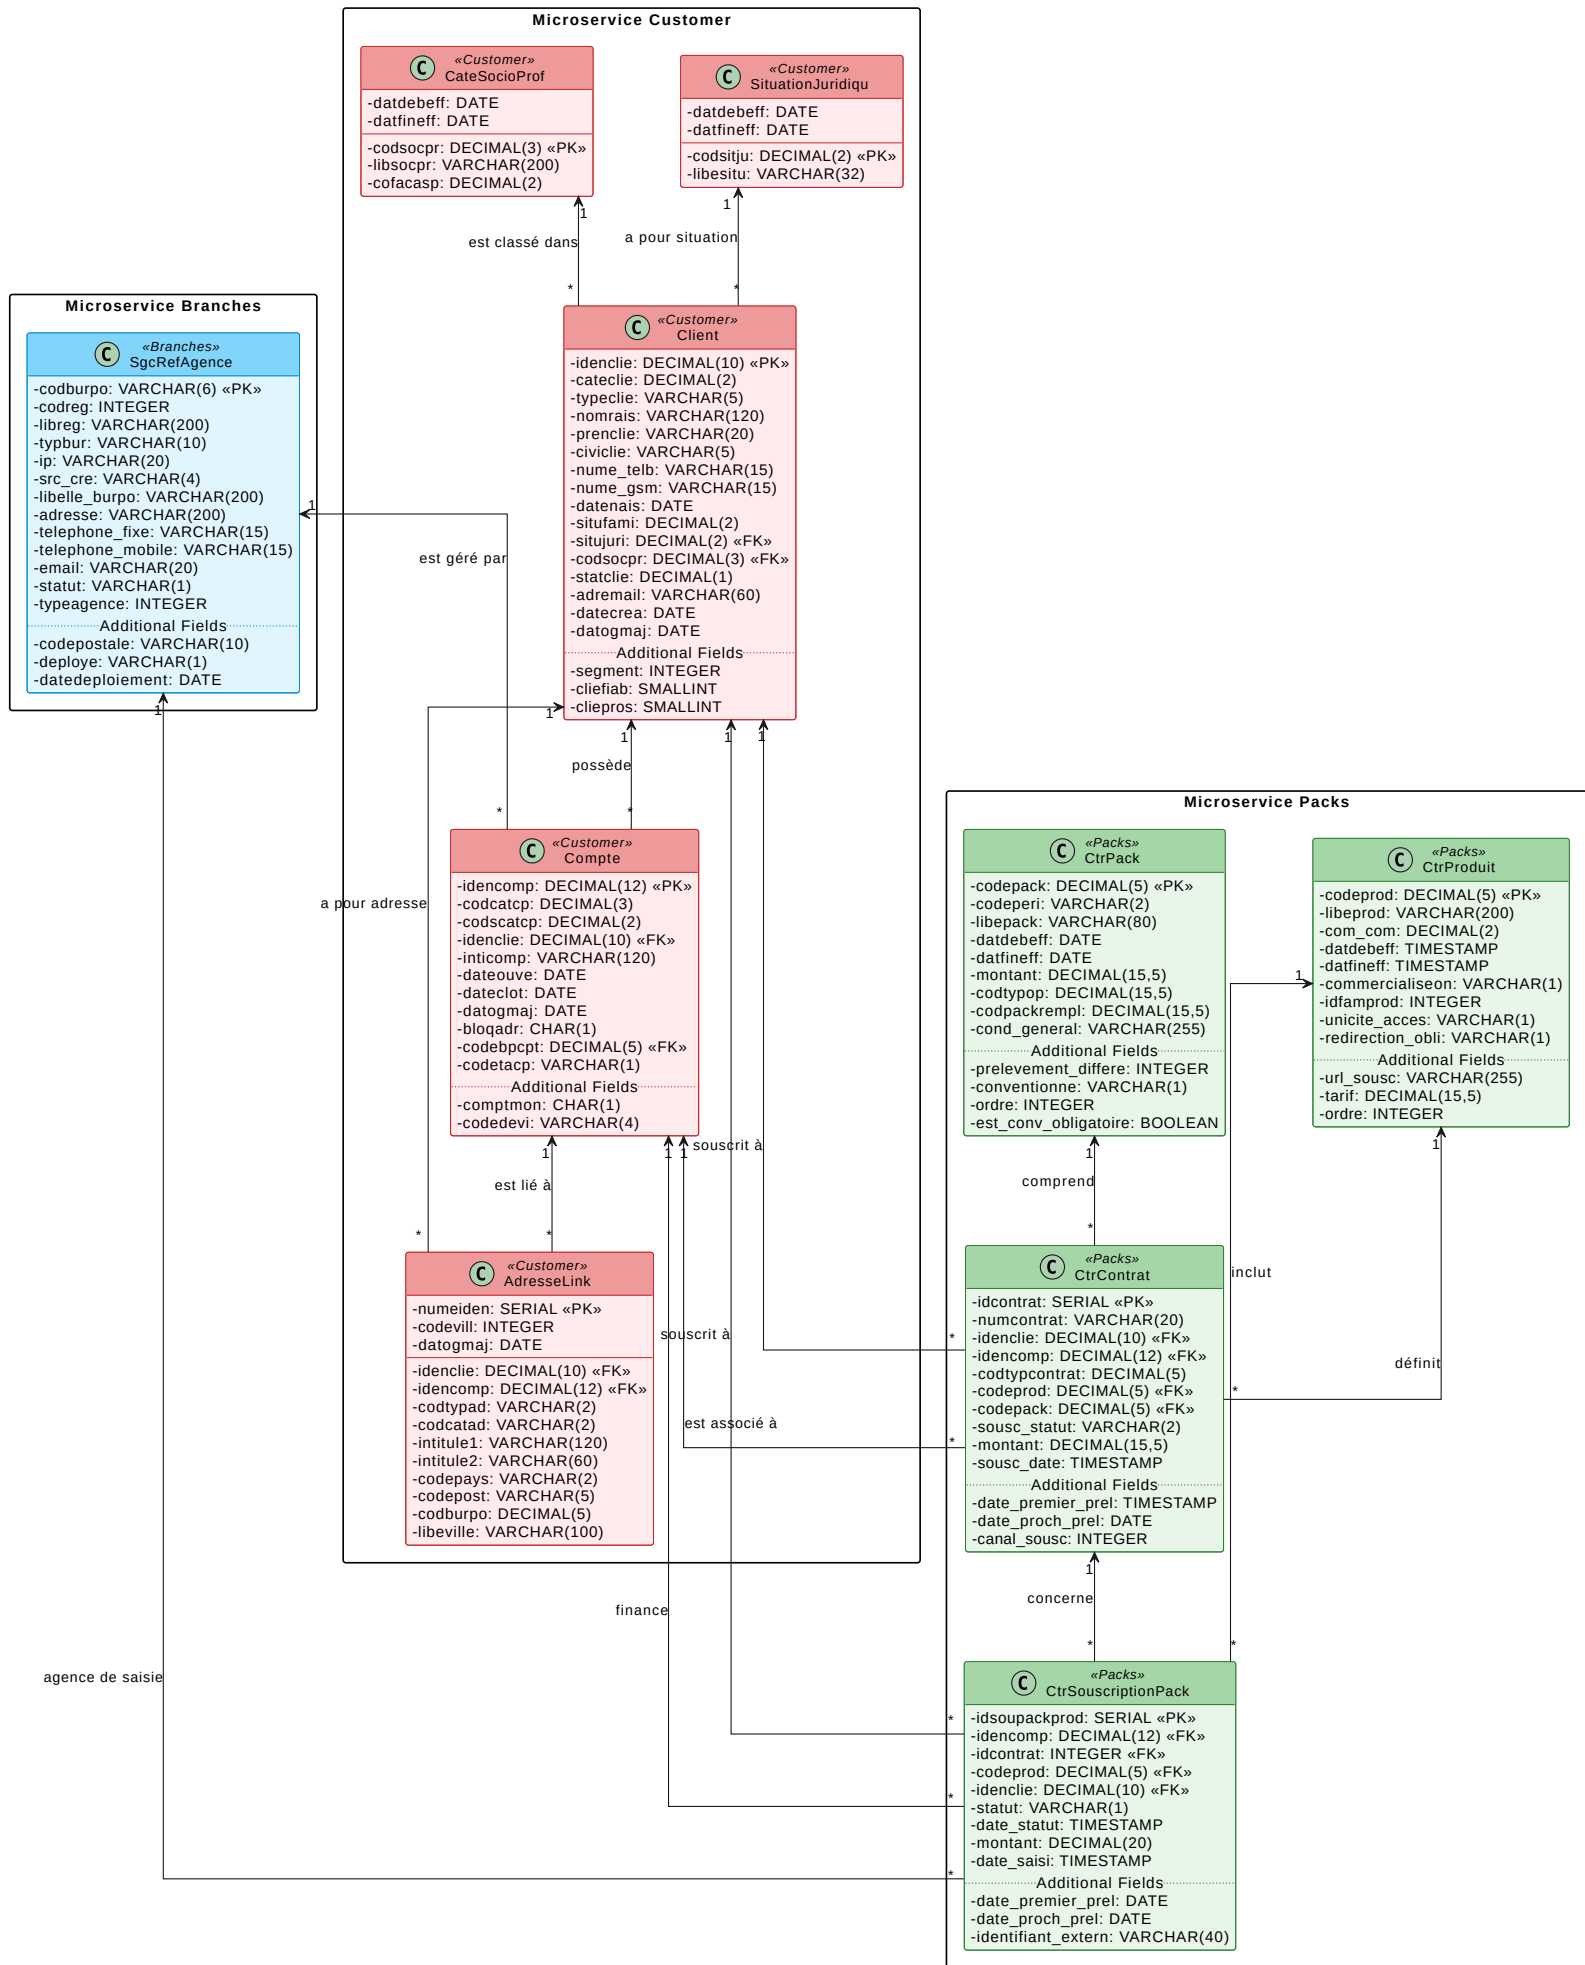 Microservice Customer
«Customer»
C
CateSocioProf
-datdebeff: DATE
-datfineff: DATE
-codsocpr: DECIMAL(3) «PK»
-libsocpr: VARCHAR(200)
-cofacasp: DECIMAL(2)
«Customer»
C
SituationJuridiqu
-datdebeff: DATE
-datfineff: DATE
-codsitju: DECIMAL(2) «PK»
-libesitu: VARCHAR(32)
1
est classé dans
*
1
a pour situation
*
Microservice Branches
«Branches»
C
SgcRefAgence
-codburpo: VARCHAR(6) «PK»
-codreg: INTEGER
-libreg: VARCHAR(200)
-typbur: VARCHAR(10)
-ip: VARCHAR(20)
-src_cre: VARCHAR(4)
-libelle_burpo: VARCHAR(200)
-adresse: VARCHAR(200)
-telephone_fixe: VARCHAR(15)
-telephone_mobile: VARCHAR(15)
-email: VARCHAR(20)
-statut: VARCHAR(1)
-typeagence: INTEGER
Additional Fields
-codepostale: VARCHAR(10)
-deploye: VARCHAR(1)
-datedeploiement: DATE
1
1
est géré par
*
«Customer»
C
Client
-idenclie: DECIMAL(10) «PK»
-cateclie: DECIMAL(2)
-typeclie: VARCHAR(5)
-nomrais: VARCHAR(120)
-prenclie: VARCHAR(20)
-civiclie: VARCHAR(5)
-nume_telb: VARCHAR(15)
-nume_gsm: VARCHAR(15)
-datenais: DATE
-situfami: DECIMAL(2)
-situjuri: DECIMAL(2) «FK»
-codsocpr: DECIMAL(3) «FK»
-statclie: DECIMAL(1)
-adremail: VARCHAR(60)
-datecrea: DATE
-datogmaj: DATE
Additional Fields
-segment: INTEGER
-cliefiab: SMALLINT
-cliepros: SMALLINT
1
1
1
1
possède
*
«Customer»
C
Compte
-idencomp: DECIMAL(12) «PK»
-codcatcp: DECIMAL(3)
-codscatcp: DECIMAL(2)
-idenclie: DECIMAL(10) «FK»
-inticomp: VARCHAR(120)
-dateouve: DATE
-dateclot: DATE
-datogmaj: DATE
-bloqadr: CHAR(1)
-codebpcpt: DECIMAL(5) «FK»
-codetacp: VARCHAR(1)
Additional Fields
-comptmon: CHAR(1)
-codedevi: VARCHAR(4)
a pour adresse
*
1
est lié à
*
1
1
souscrit à
souscrit à
est associé à
finance
agence de saisie
«Customer»
C
AdresseLink
-numeiden: SERIAL «PK»
-codevill: INTEGER
-datogmaj: DATE
-idenclie: DECIMAL(10) «FK»
-idencomp: DECIMAL(12) «FK»
-codtypad: VARCHAR(2)
-codcatad: VARCHAR(2)
-intitule1: VARCHAR(120)
-intitule2: VARCHAR(60)
-codepays: VARCHAR(2)
-codepost: VARCHAR(5)
-codburpo: DECIMAL(5)
-libeville: VARCHAR(100)
Microservice Packs
«Packs»
C
CtrPack
-codepack: DECIMAL(5) «PK»
-codeperi: VARCHAR(2)
-libepack: VARCHAR(80)
-datdebeff: DATE
-datfineff: DATE
-montant: DECIMAL(15,5)
-codtypop: DECIMAL(15,5)
-codpackrempl: DECIMAL(15,5)
-cond_general: VARCHAR(255)
Additional Fields
-prelevement_differe: INTEGER
-conventionne: VARCHAR(1)
-ordre: INTEGER
-est_conv_obligatoire: BOOLEAN
«Packs»
C
CtrProduit
-codeprod: DECIMAL(5) «PK»
-libeprod: VARCHAR(200)
-com_com: DECIMAL(2)
-datdebeff: TIMESTAMP
-datfineff: TIMESTAMP
-commercialiseon: VARCHAR(1)
-idfamprod: INTEGER
-unicite_acces: VARCHAR(1)
-redirection_obli: VARCHAR(1)
Additional Fields
-url_sousc: VARCHAR(255)
-tarif: DECIMAL(15,5)
-ordre: INTEGER
1
1
1
comprend
*
inclut
définit
*
«Packs»
C
CtrContrat
-idcontrat: SERIAL «PK»
-numcontrat: VARCHAR(20)
-idenclie: DECIMAL(10) «FK»
-idencomp: DECIMAL(12) «FK»
-codtypcontrat: DECIMAL(5)
-codeprod: DECIMAL(5) «FK»
-codepack: DECIMAL(5) «FK»
-sousc_statut: VARCHAR(2)
-montant: DECIMAL(15,5)
-sousc_date: TIMESTAMP
Additional Fields
-date_premier_prel: TIMESTAMP
-date_proch_prel: DATE
-canal_sousc: INTEGER
*
*
1
concerne
*
*
«Packs»
C
CtrSouscriptionPack
-idsoupackprod: SERIAL «PK»
-idencomp: DECIMAL(12) «FK»
-idcontrat: INTEGER «FK»
-codeprod: DECIMAL(5) «FK»
-idenclie: DECIMAL(10) «FK»
-statut: VARCHAR(1)
-date_statut: TIMESTAMP
-montant: DECIMAL(20)
-date_saisi: TIMESTAMP
Additional Fields
-date_premier_prel: DATE
-date_proch_prel: DATE
-identifiant_extern: VARCHAR(40)
*
*
*